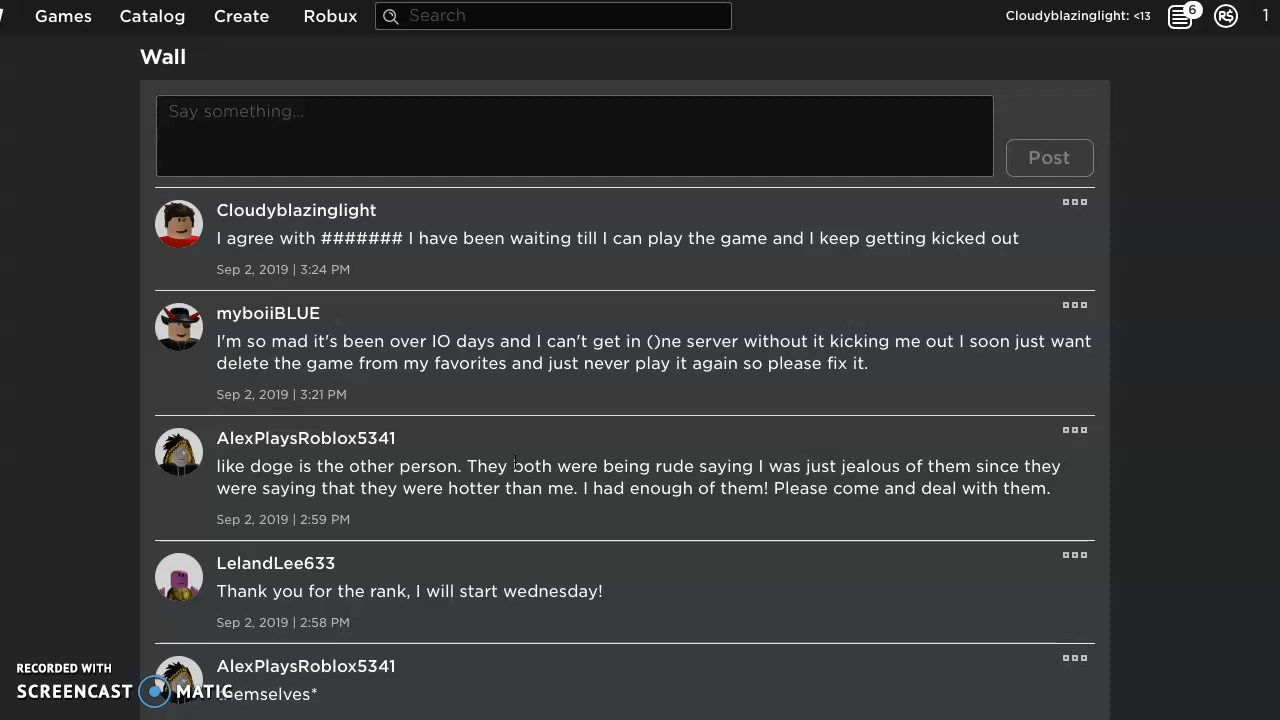 Games Catalog Create Robux Search Cloudyblazinglight: <13 6 R$ 1
Wall
Say something...
Post
Cloudyblazinglight
I agree with ####### I have been waiting till I can play the game and I keep getting kicked out
Sep 2, 2019 | 3:24 PM
myboiiBLUE
I'm so mad it's been over IO days and I can't get in ()ne server without it kicking me out I soon just want
delete the game from my favorites and just never play it again so please fix it.
Sep 2, 2019 | 3:21 PM
AlexPlaysRoblox5341
like doge is the other person. They both were being rude saying I was just jealous of them since they
were saying that they were hotter than me. I had enough of them! Please come and deal with them.
Sep 2, 2019 | 2:59 PM
LelandLee633
Thank you for the rank, I will start wednesday!
Sep 2, 2019 | 2:58 PM
AlexPlaysRoblox5341
themselves*
RECORDED WITH
SCREENCAST MATIC